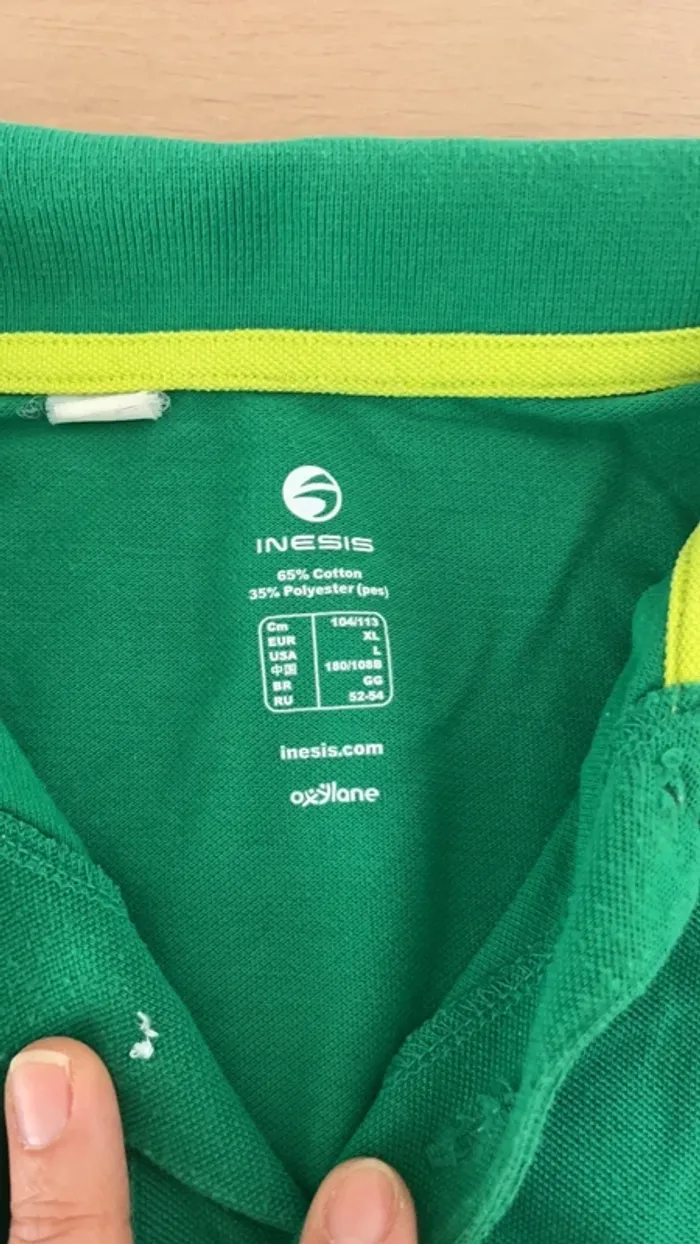 INESIS
65% Cotton
35% Polyester (pes)
Cm 104/113
EUR XL
USA L
中国 180/108B
BR GG
RU 52-54
inesis.com
oxylane